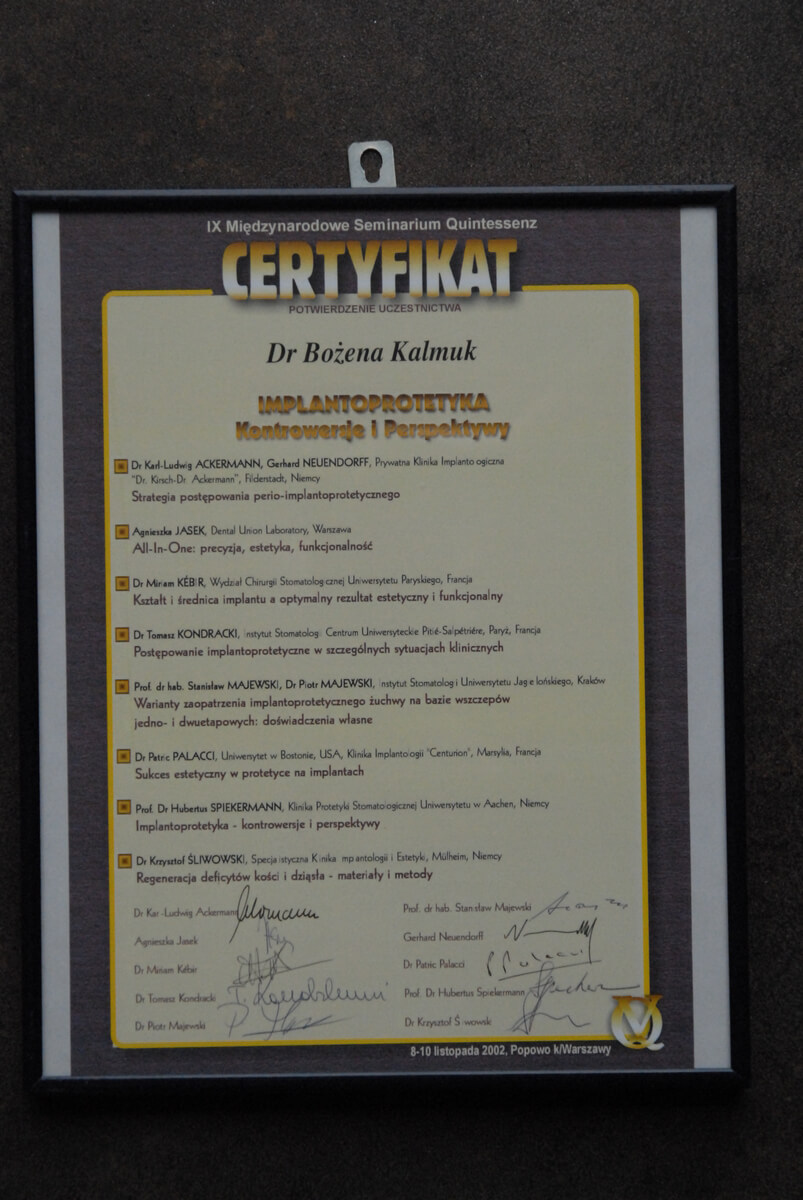 IX Międzynarodowe Seminarium Quintessenz
CERTYFIKAT
POTWIERDZENIE UCZESTNICTWA
Dr Bożena Kalmuk
IMPLANTOPROTETYKA
Kontrowersje i Perspektywy
Dr Karl-Ludwig ACKERMANN, Gerhard NEUENDORFF, Prywatna Klinika Implantologiczna
"Dr. Kirsch-Dr. Ackermann", Filderstadt, Niemcy
Strategia postępowania perio-implantoprotetycznego
Agnieszka JASEK, Dental Union Laboratory, Warszawa
All-In-One: precyzja, estetyka, funkcjonalność
Dr Miriam KÉBIR, Wydział Chirurgii Stomatologicznej Uniwersytetu Paryskiego, Francja
Kształt i średnica implantu a optymalny rezultat estetyczny i funkcjonalny
Dr Tomasz KONDRACKI, Instytut Stomatologii Centrum Uniwersyteckie Pitié-Salpétriére, Paryż, Francja
Postępowanie implantoprotetyczne w szczególnych sytuacjach klinicznych
Prof. dr hab. Stanisław MAJEWSKI, Dr Piotr MAJEWSKI, Instytut Stomatologii Uniwersytetu Jagiellońskiego, Kraków
Warianty zaopatrzenia implantoprotetycznego żuchwy na bazie wszczepów
jedno- i dwuetapowych: doświadczenia własne
Dr Patric PALACCI, Uniwersytet w Bostonie, USA, Klinika Implantologii "Centurion", Marsylia, Francja
Sukces estetyczny w protetyce na implantach
Prof. Dr Hubertus SPIEKERMANN, Klinika Protetyki Stomatologicznej Uniwersytetu w Aachen, Niemcy
Implantoprotetyka - kontrowersje i perspektywy
Dr Krzysztof ŚLIWOWSKI, Specjalistyczna Klinika Implantologii i Estetyki, Mülheim, Niemcy
Regeneracja deficytów kości i dziąsła - materiały i metody
Dr Karl-Ludwig Ackermann
Prof. dr hab. Stanisław Majewski
Agnieszka Jasek
Gerhard Neuendorff
Dr Miriam Kébir
Dr Patric Palacci
Dr Tomasz Kondracki
Prof. Dr Hubertus Spiekermann
Dr Piotr Majewski
Dr Krzysztof Śliwowski
8-10 listopada 2002, Popowo k/Warszawy